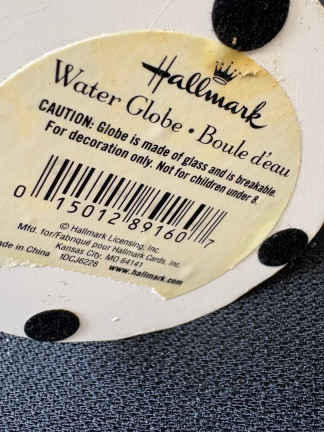 Hallmark
Water Globe • Boule d'eau
CAUTION: Globe is made of glass and is breakable.
For decoration only. Not for children under 8.
0 15012 89160 7
© Hallmark Licensing, Inc.
Mfd. for/Fabriqué pour Hallmark Cards, Inc.
Kansas City, MO 64141
Made in China 1DCJ6228 www.hallmark.com